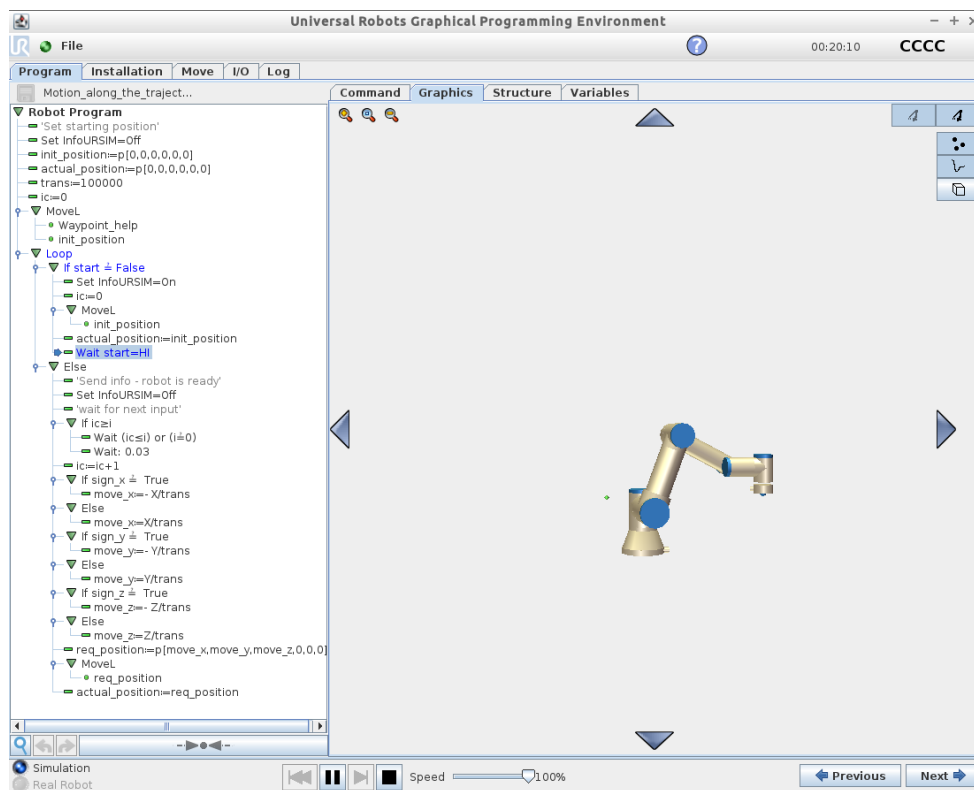 Universal Robots Graphical Programming Environment
File
00:20:10
CCCC
Program
Installation
Move
I/O
Log
Motion_along_the_traject...
Command
Graphics
Structure
Variables
Robot Program
'Set starting position'
Set InfoURSIM=Off
init_position:=p[0,0,0,0,0,0]
actual_position:=p[0,0,0,0,0,0]
trans:=100000
ic:=0
MoveL
Waypoint_help
init_position
Loop
If start ≟ False
Set InfoURSIM=On
ic:=0
MoveL
init_position
actual_position:=init_position
Wait start=HI
Else
'Send info - robot is ready'
Set InfoURSIM=Off
'wait for next input'
If ic≥i
Wait (ic≤i) or (i≟0)
Wait: 0.03
ic:=ic+1
If sign_x ≟ True
move_x:=- X/trans
Else
move_x:=X/trans
If sign_y ≟ True
move_y:=- Y/trans
Else
move_y:=Y/trans
If sign_z ≟ True
move_z:=- Z/trans
Else
move_z:=Z/trans
req_position:=p[move_x,move_y,move_z,0,0,0]
MoveL
req_position
actual_position:=req_position
Simulation
Real Robot
Speed
100%
Previous
Next